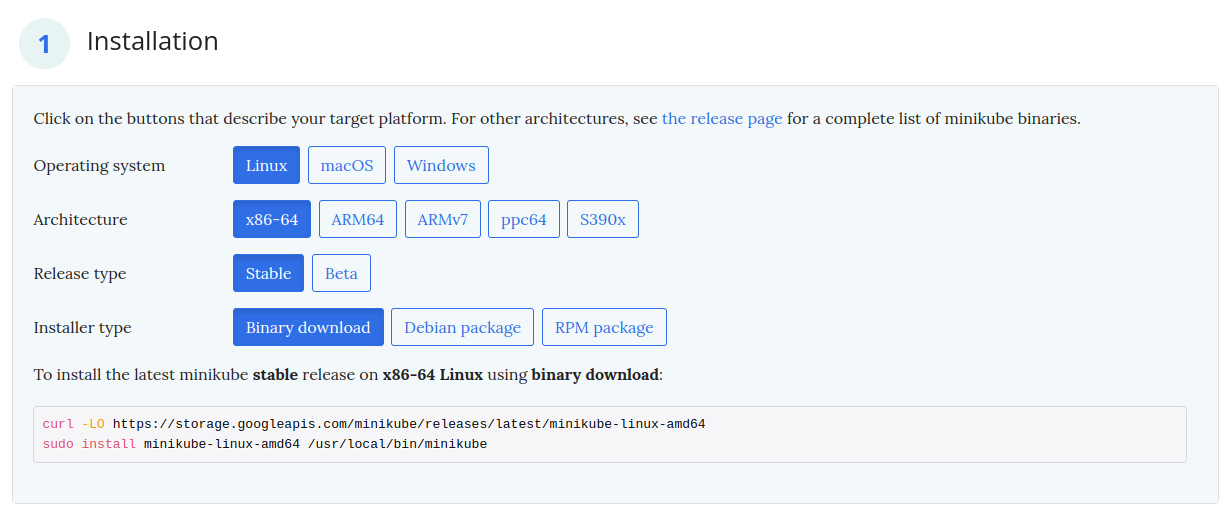 1 Installation
Click on the buttons that describe your target platform. For other architectures, see the release page for a complete list of minikube binaries.
Operating system Linux macOS Windows
Architecture x86-64 ARM64 ARMv7 ppc64 S390x
Release type Stable Beta
Installer type Binary download Debian package RPM package
To install the latest minikube stable release on x86-64 Linux using binary download:
curl -LO https://storage.googleapis.com/minikube/releases/latest/minikube-linux-amd64
sudo install minikube-linux-amd64 /usr/local/bin/minikube